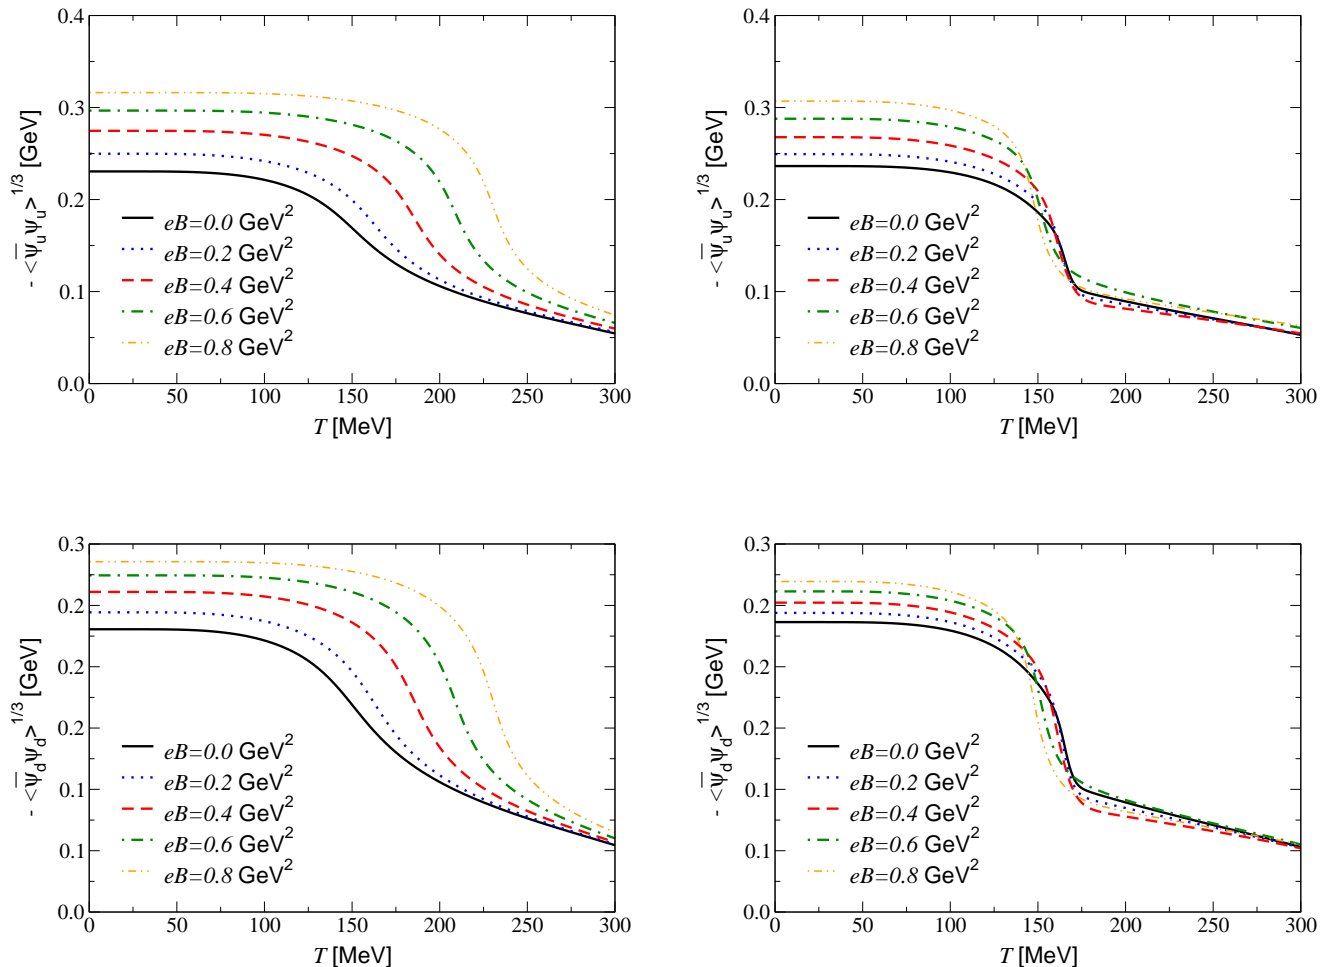 0.4
0.3
0.2
0.1
0.0
- <ψ̅uψu> 1/3 [GeV]
eB=0.0 GeV2
eB=0.2 GeV2
eB=0.4 GeV2
eB=0.6 GeV2
eB=0.8 GeV2
0 50 100 150 200 250 300
T [MeV]
0.4
0.3
0.2
0.1
0.0
- <ψ̅uψu> 1/3 [GeV]
eB=0.0 GeV2
eB=0.2 GeV2
eB=0.4 GeV2
eB=0.6 GeV2
eB=0.8 GeV2
0 50 100 150 200 250 300
T [MeV]
0.3
0.2
0.2
0.2
0.1
0.1
0.0
- <ψ̅dψd> 1/3 [GeV]
eB=0.0 GeV2
eB=0.2 GeV2
eB=0.4 GeV2
eB=0.6 GeV2
eB=0.8 GeV2
0 50 100 150 200 250 300
T [MeV]
0.3
0.2
0.2
0.2
0.1
0.1
0.0
- <ψ̅dψd> 1/3 [GeV]
eB=0.0 GeV2
eB=0.2 GeV2
eB=0.4 GeV2
eB=0.6 GeV2
eB=0.8 GeV2
0 50 100 150 200 250 300
T [MeV]